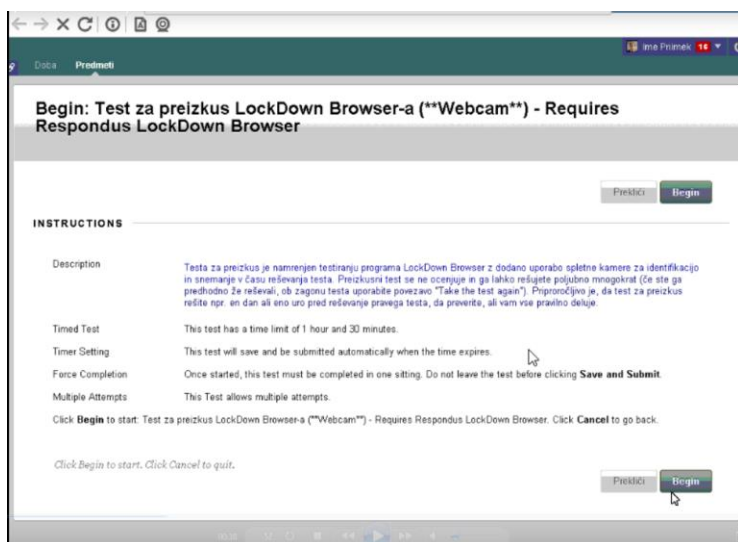 Ime Priimek 16
Doba Predmeti
Begin: Test za preizkus LockDown Browser-a (**Webcam**) - Requires
Respondus LockDown Browser
Prekliči Begin
INSTRUCTIONS
Description
Testa za preizkus je namrenjen testiranju programa LockDown Browser z dodano uporabo spletne kamere za identifikacijo
in snemanje v času reševanja testa. Preizkusni test se ne ocenjuje in ga lahko rešujete poljubno mnogokrat (če ste ga
predhodno že reševali, ob zagonu testa uporabite povezavo "Take the test again"). Priproročljivo je, da test za preizkus
rešite npr. en dan ali eno uro pred reševanje pravega testa, da preverite, ali vam vse pravilno deluje.
Timed Test This test has a time limit of 1 hour and 30 minutes.
Timer Setting This test will save and be submitted automatically when the time expires.
Force Completion Once started, this test must be completed in one sitting. Do not leave the test before clicking Save and Submit.
Multiple Attempts This Test allows multiple attempts.
Click Begin to start: Test za preizkus LockDown Browser-a (**Webcam**) - Requires Respondus LockDown Browser. Click Cancel to go back.
Click Begin to start. Click Cancel to quit.
Prekliči Begin